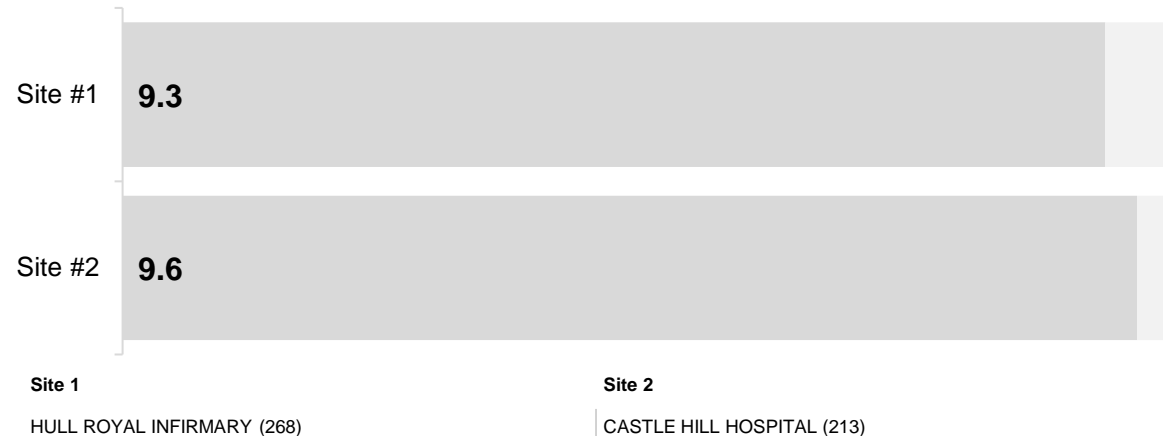 Site #1 9.3
Site #2 9.6
Site 1 Site 2
HULL ROYAL INFIRMARY (268) CASTLE HILL HOSPITAL (213)